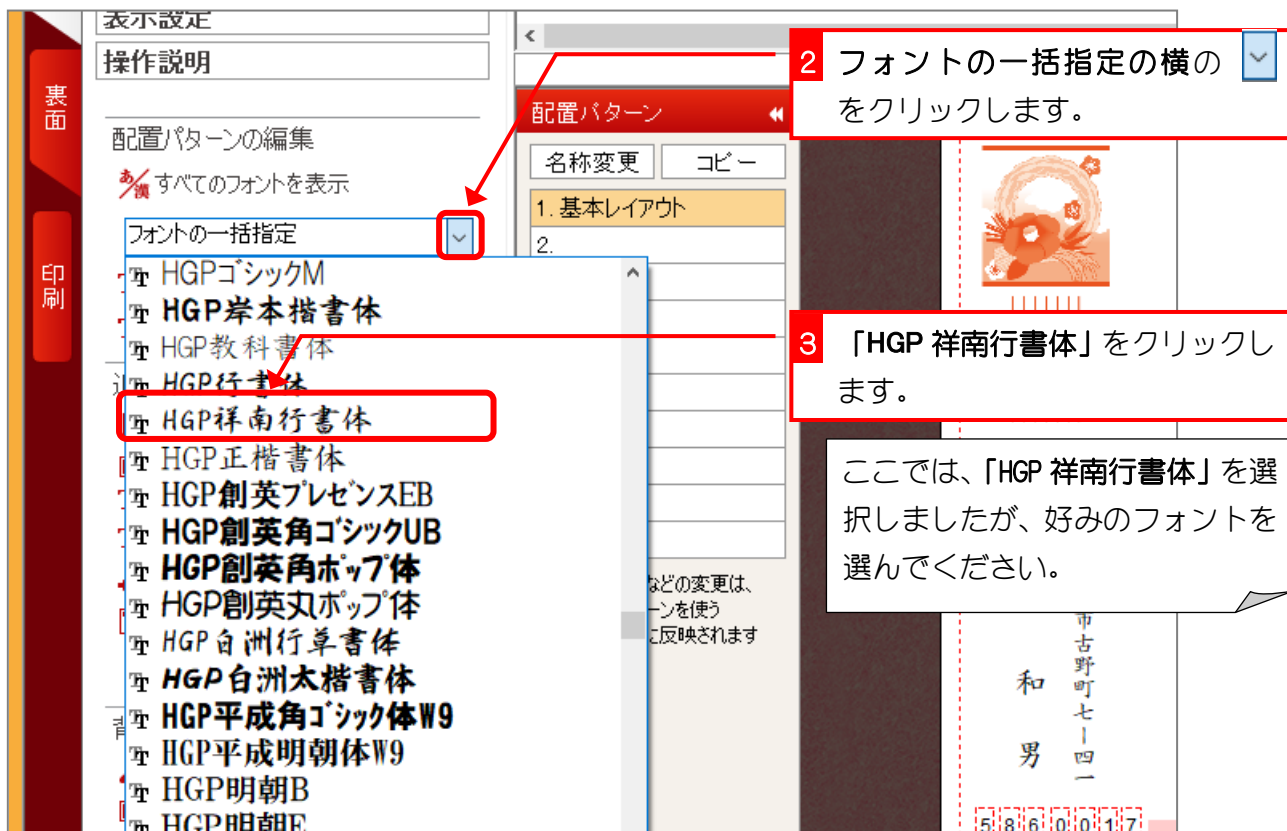 表示設定
操作説明
裏面
印刷
配置パターンの編集
あ/漢 すべてのフォントを表示
フォントの一括指定
HGPゴシックM
HGP岸本楷書体
HGP教科書体
HGP行書体
HGP祥南行書体
HGP正楷書体
HGP創英プレゼンスEB
HGP創英角ゴシックUB
HGP創英角ポップ体
HGP創英丸ポップ体
HGP白洲行草書体
HGP白洲太楷書体
HGP平成角ゴシック体W9
HGP平成明朝体W9
HGP明朝B
HGP明朝E
配置パターン
名称変更
コピー
1. 基本レイアウト
2.
などの変更は、
ーンを使う
に反映されます
2 フォントの一括指定の横の
をクリックします。
3 「HGP 祥南行書体」をクリックし
ます。
ここでは、「HGP 祥南行書体」を選
択しましたが、好みのフォントを
選んでください。
市古野町七ー四一
和男
5860017